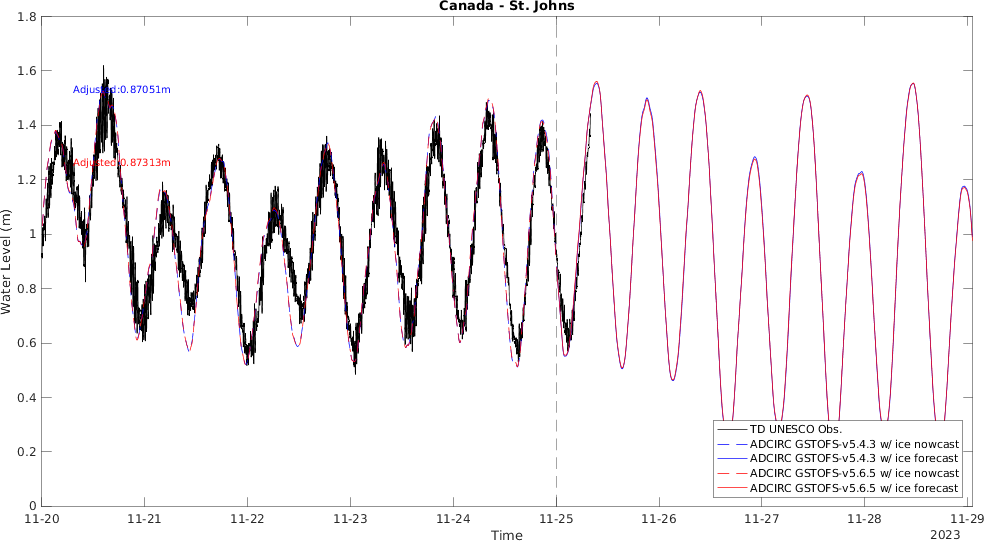 Canada - St. Johns
1.8
1.6
1.4
1.2
1
0.8
0.6
0.4
0.2
0
Water Level (m)
Adjusted:0.87051m
Adjusted:0.87313m
TD UNESCO Obs.
ADCIRC GSTOFS-v5.4.3 w/ ice nowcast
ADCIRC GSTOFS-v5.4.3 w/ ice forecast
ADCIRC GSTOFS-v5.6.5 w/ ice nowcast
ADCIRC GSTOFS-v5.6.5 w/ ice forecast
11-20 11-21 11-22 11-23 11-24 11-25 11-26 11-27 11-28 11-29
Time
2023